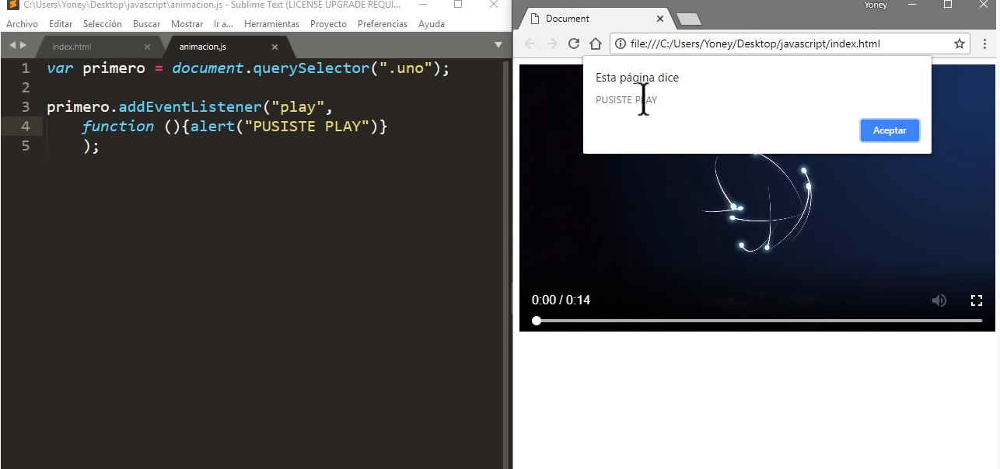 C:\Users\Yoney\Desktop\javascript\animacion.js - Sublime Text (LICENSE UPGRADE REQUI...
Archivo Editar Selección Buscar Mostrar Ir a... Herramientas Proyecto Preferencias Ayuda
index.html animacion.js
1 var primero = document.querySelector(".uno");
2
3 primero.addEventListener("play",
4 function (){alert("PUSISTE PLAY")}
5 );
Yoney
Document
file:///C:/Users/Yoney/Desktop/javascript/index.html
Esta página dice
PUSISTE PLAY
Aceptar
0:00 / 0:14